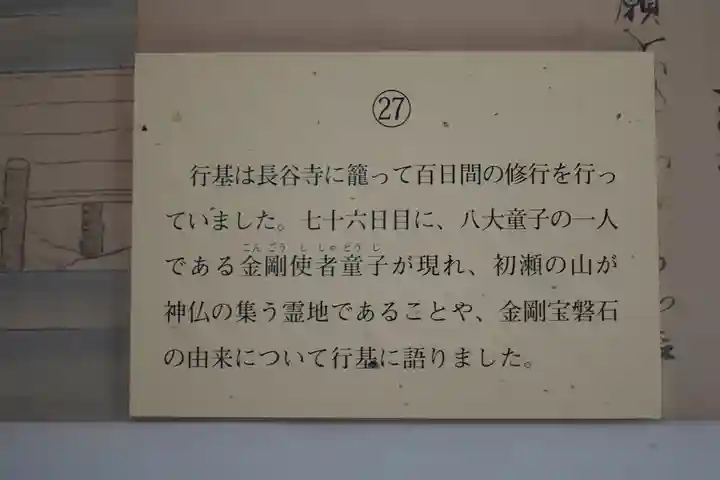 願
㉗
行基は長谷寺に籠って百日間の修行を行っ
ていました。七十六日目に、八大童子の一人
こんごうししゃどうじ
である金剛使者童子が現れ、初瀬の山が
神仏の集う霊地であることや、金剛宝磐石
の由来について行基に語りました。